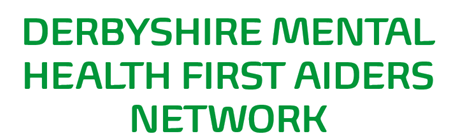 DERBYSHIRE MENTAL
HEALTH FIRST AIDERS
NETWORK